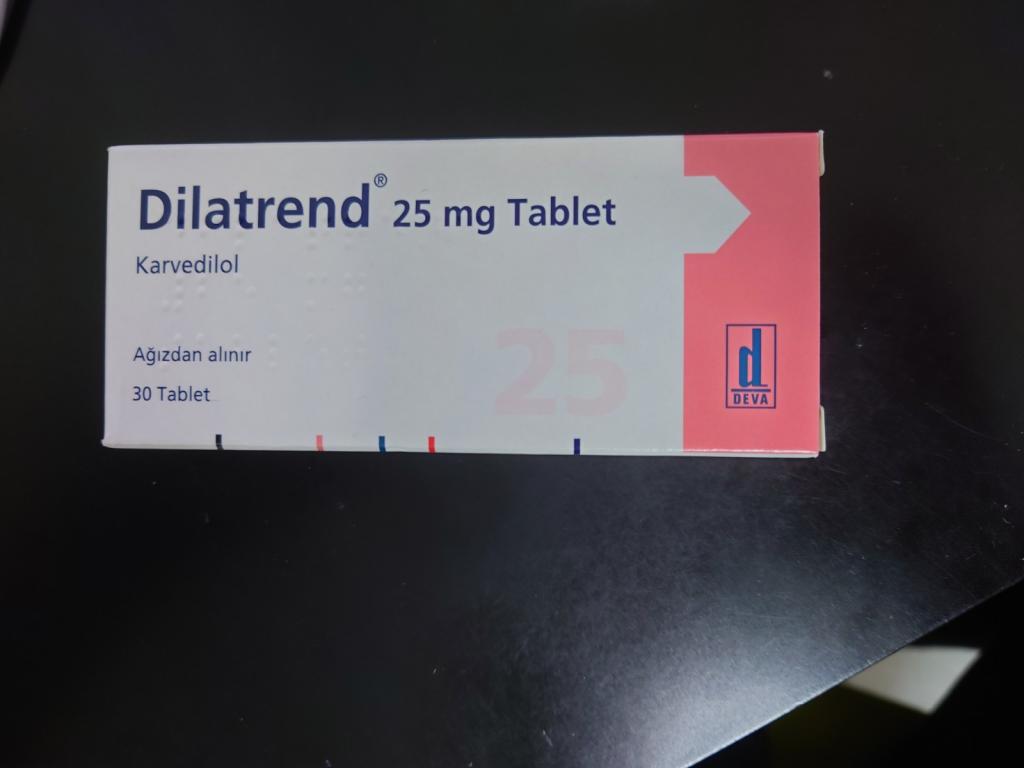 Dilatrend® 25 mg Tablet
Karvedilol
Ağızdan alınır
30 Tablet
25
d
DEVA